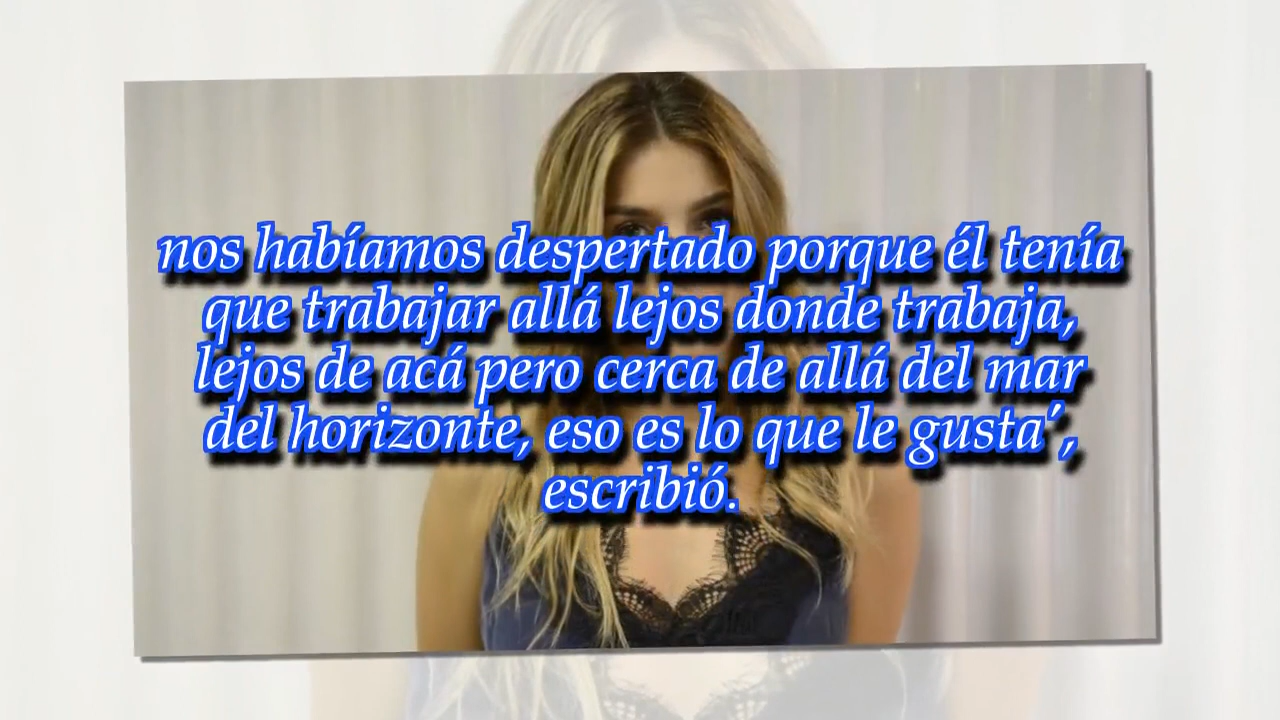 nos habíamos despertado porque él tenía
que trabajar allá lejos donde trabaja,
lejos de acá pero cerca de allá del mar
del horizonte, eso es lo que le gusta’,
escribió.